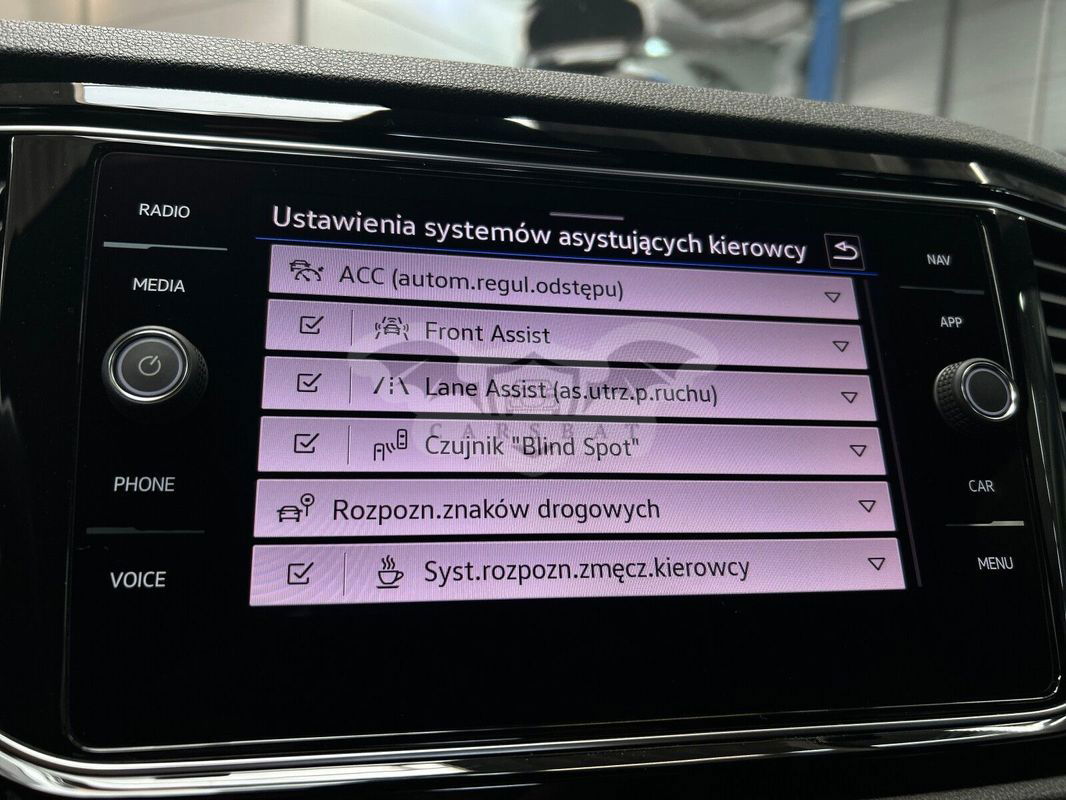 RADIO
MEDIA
PHONE
VOICE
Ustawienia systemów asystujących kierowcy
ACC (autom.regul.odstępu)
Front Assist
Lane Assist (as.utrz.p.ruchu)
Czujnik "Blind Spot"
Rozpozn.znaków drogowych
Syst.rozpozn.zmęcz.kierowcy
CARSBAT
NAV
APP
CAR
MENU